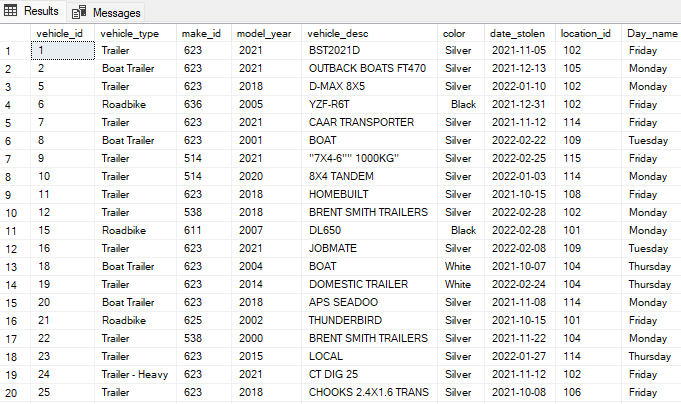 Results Messages
vehicle_id vehicle_type make_id model_year vehicle_desc color date_stolen location_id Day_name
1 1 Trailer 623 2021 BST2021D Silver 2021-11-05 102 Friday
2 2 Boat Trailer 623 2021 OUTBACK BOATS FT470 Silver 2021-12-13 105 Monday
3 5 Trailer 623 2018 D-MAX 8X5 Silver 2022-01-10 102 Monday
4 6 Roadbike 636 2005 YZF-R6T Black 2021-12-31 102 Friday
5 7 Trailer 623 2021 CAAR TRANSPORTER Silver 2021-11-12 114 Friday
6 8 Boat Trailer 623 2001 BOAT Silver 2022-02-22 109 Tuesday
7 9 Trailer 514 2021 "7X4-6"" 1000KG" Silver 2022-02-25 115 Friday
8 10 Trailer 514 2020 8X4 TANDEM Silver 2022-01-03 114 Monday
9 11 Trailer 623 2018 HOMEBUILT Silver 2021-10-15 108 Friday
10 12 Trailer 538 2018 BRENT SMITH TRAILERS Silver 2022-02-28 102 Monday
11 15 Roadbike 611 2007 DL650 Black 2022-02-28 101 Monday
12 16 Trailer 623 2021 JOBMATE Silver 2022-02-08 109 Tuesday
13 18 Boat Trailer 623 2004 BOAT White 2021-10-07 104 Thursday
14 19 Trailer 623 2014 DOMESTIC TRAILER White 2022-02-24 104 Thursday
15 20 Boat Trailer 623 2018 APS SEADOO Silver 2021-11-08 114 Monday
16 21 Roadbike 625 2002 THUNDERBIRD Silver 2021-10-15 101 Friday
17 22 Trailer 538 2000 BRENT SMITH TRAILERS Silver 2021-11-22 104 Monday
18 23 Trailer 623 2015 LOCAL Silver 2022-01-27 114 Thursday
19 24 Trailer - Heavy 623 2021 CT DIG 25 Silver 2021-11-12 102 Friday
20 25 Trailer 623 2018 CHOOKS 2.4X1.6 TRANS Silver 2021-10-08 106 Friday